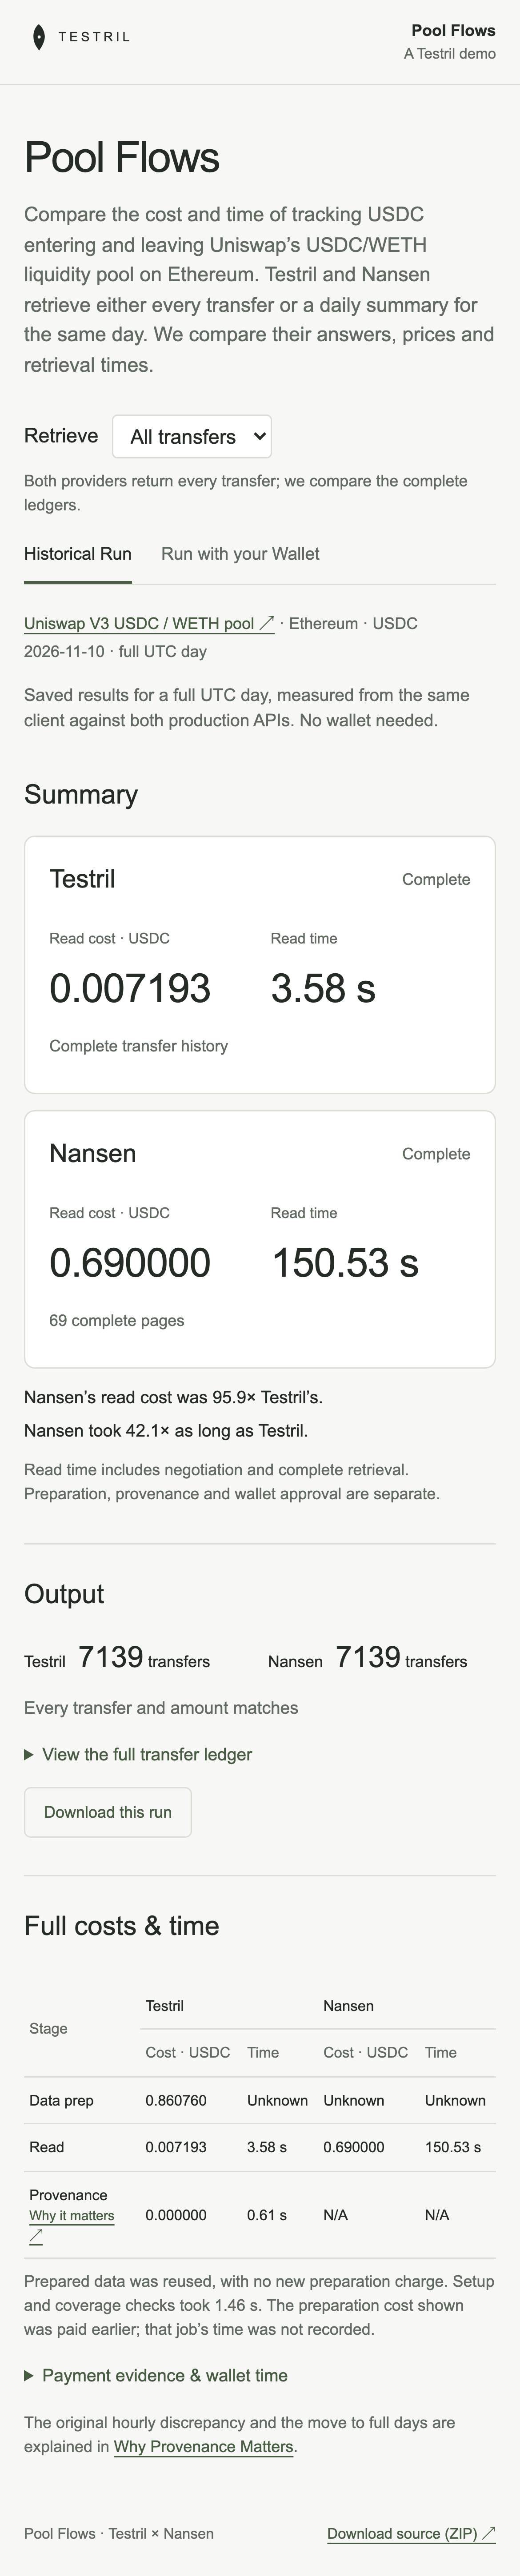 TESTRIL
Pool Flows
A Testril demo
Pool Flows
Compare the cost and time of tracking USDC
entering and leaving Uniswap’s USDC/WETH
liquidity pool on Ethereum. Testril and Nansen
retrieve either every transfer or a daily summary for
the same day. We compare their answers, prices and
retrieval times.
Retrieve All transfers
Both providers return every transfer; we compare the complete
ledgers.
Historical Run Run with your Wallet
Uniswap V3 USDC / WETH pool ↗ · Ethereum · USDC
2026-11-10 · full UTC day
Saved results for a full UTC day, measured from the same
client against both production APIs. No wallet needed.
Summary
Testril Complete
Read cost · USDC Read time
0.007193 3.58 s
Complete transfer history
Nansen Complete
Read cost · USDC Read time
0.690000 150.53 s
69 complete pages
Nansen’s read cost was 95.9× Testril’s.
Nansen took 42.1× as long as Testril.
Read time includes negotiation and complete retrieval.
Preparation, provenance and wallet approval are separate.
Output
Testril 7139 transfers Nansen 7139 transfers
Every transfer and amount matches
▶ View the full transfer ledger
Download this run
Full costs & time
Testril Nansen
Stage
Cost · USDC Time Cost · USDC Time
Data prep 0.860760 Unknown Unknown Unknown
Read 0.007193 3.58 s 0.690000 150.53 s
Provenance
Why it matters ↗
0.000000 0.61 s N/A N/A
Prepared data was reused, with no new preparation charge. Setup
and coverage checks took 1.46 s. The preparation cost shown
was paid earlier; that job’s time was not recorded.
▶ Payment evidence & wallet time
The original hourly discrepancy and the move to full days are
explained in Why Provenance Matters.
Pool Flows · Testril × Nansen Download source (ZIP) ↗